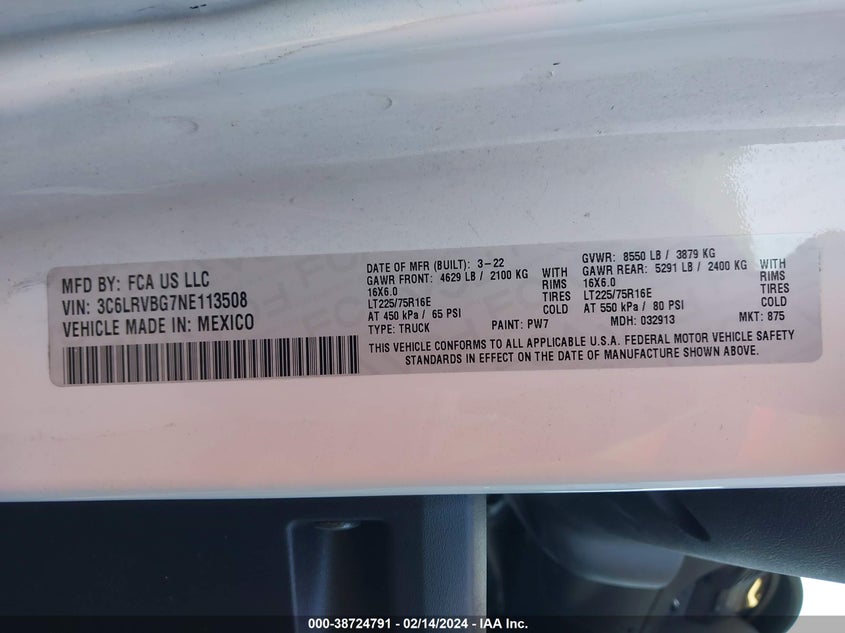 MFD BY: FCA US LLC
VIN: 3C6LRVBG7NE113508
VEHICLE MADE IN: MEXICO
DATE OF MFR (BUILT): 3-22
GAWR FRONT: 4629 LB / 2100 KG
16X6.0
LT225/75R16E
AT 450 kPa / 65 PSI
TYPE: TRUCK
WITH
RIMS
TIRES
COLD
PAINT: PW7
GVWR: 8550 LB / 3879 KG
GAWR REAR: 5291 LB / 2400 KG
16X6.0
LT225/75R16E
AT 550 kPa / 80 PSI
MDH: 032913
WITH
RIMS
TIRES
COLD
MKT: 875
THIS VEHICLE CONFORMS TO ALL APPLICABLE U.S.A. FEDERAL MOTOR VEHICLE SAFETY
STANDARDS IN EFFECT ON THE DATE OF MANUFACTURE SHOWN ABOVE.
000-38724791 - 02/14/2024 - IAA Inc.